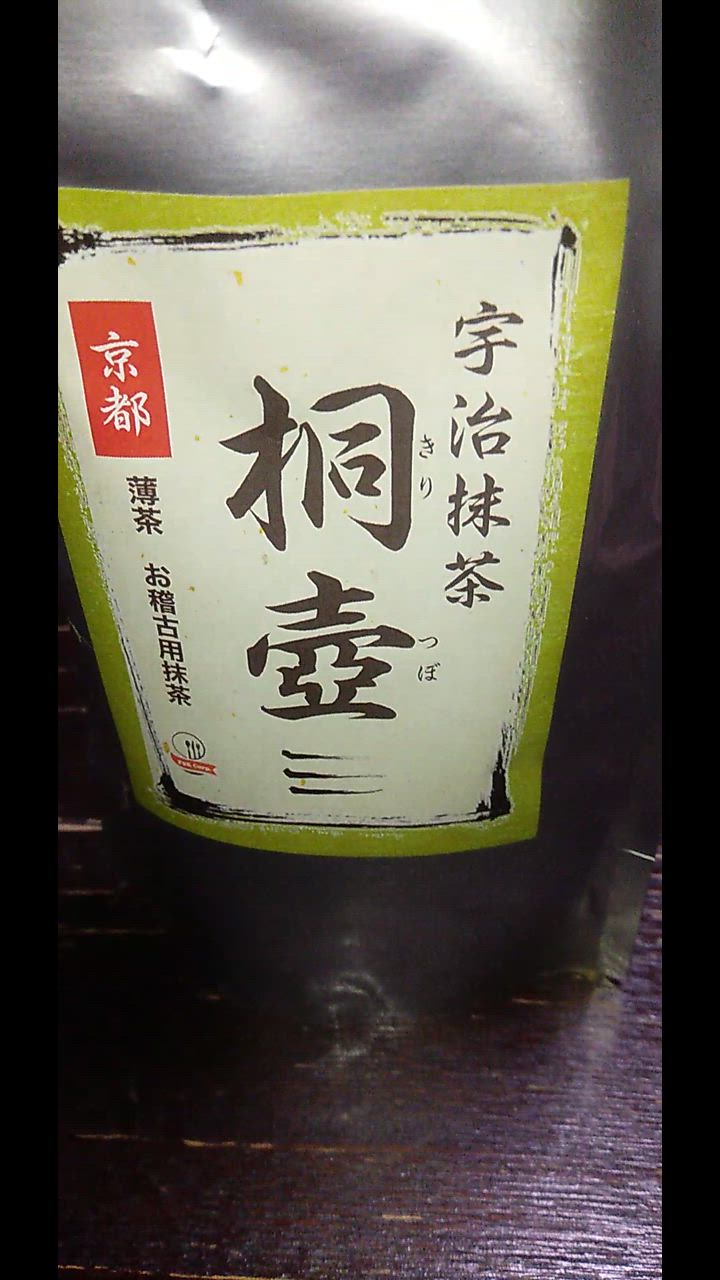 宇治抹茶
桐壺
きり
つぼ
京都
薄茶 お稽古用抹茶